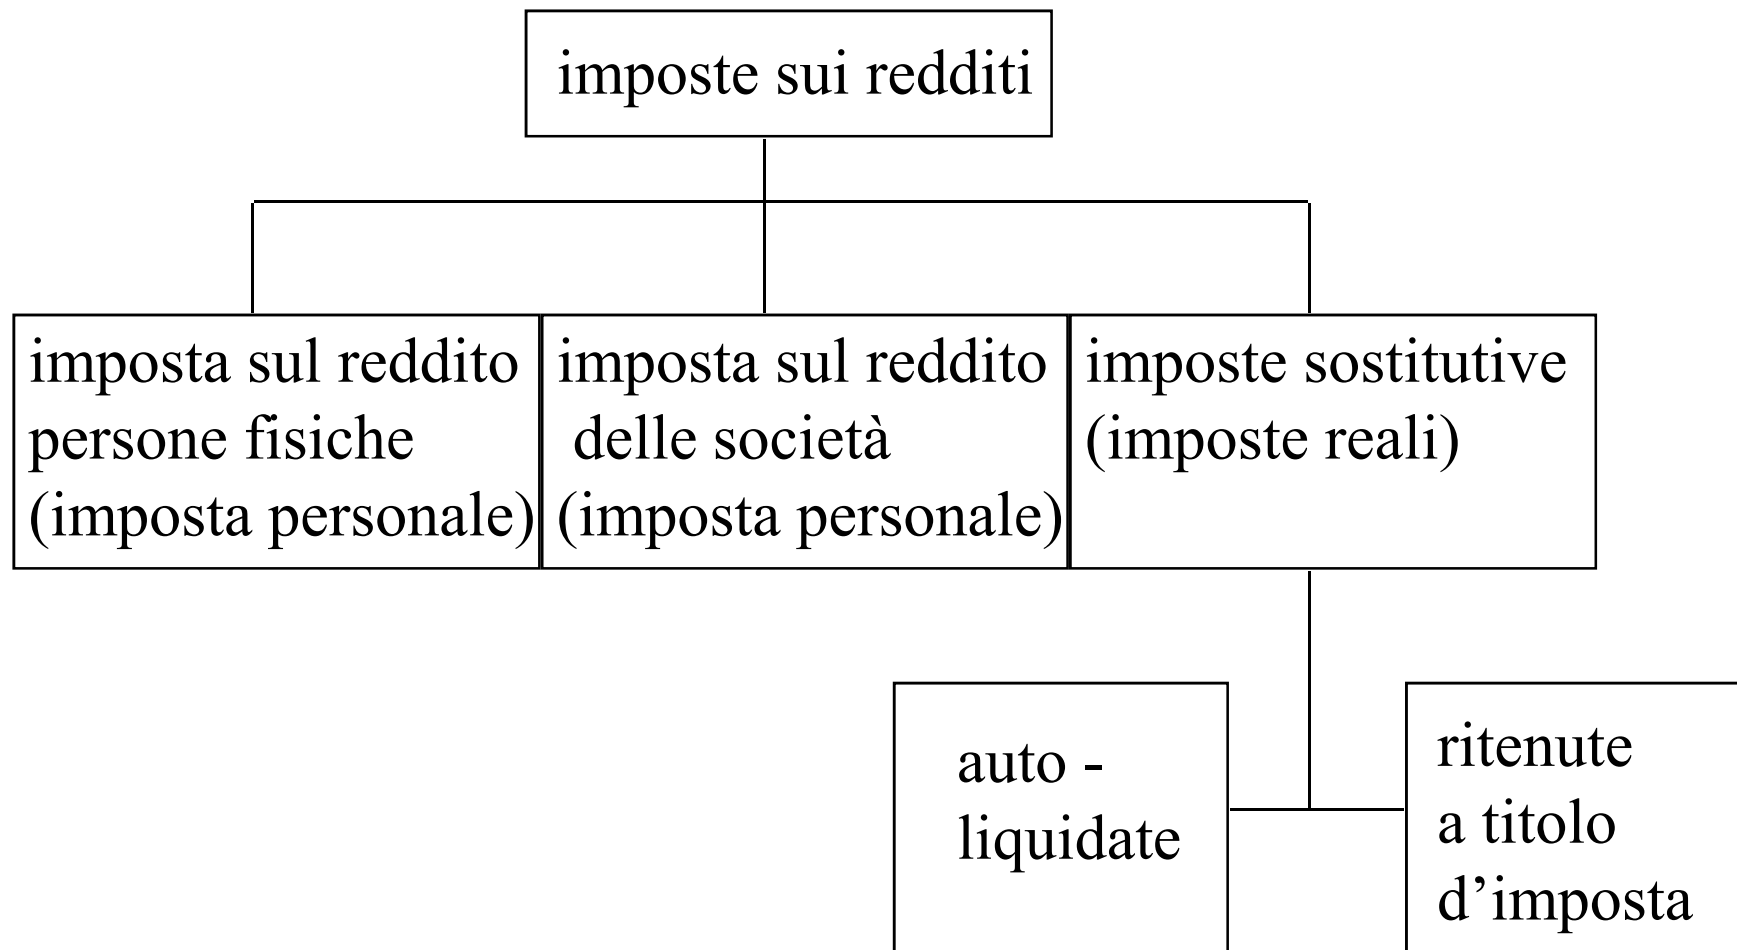 imposte sui redditi
imposta sul reddito
persone fisiche
(imposta personale)
imposta sul reddito
delle società
(imposta personale)
imposte sostitutive
(imposte reali)
auto -
liquidate
ritenute
a titolo
d’imposta